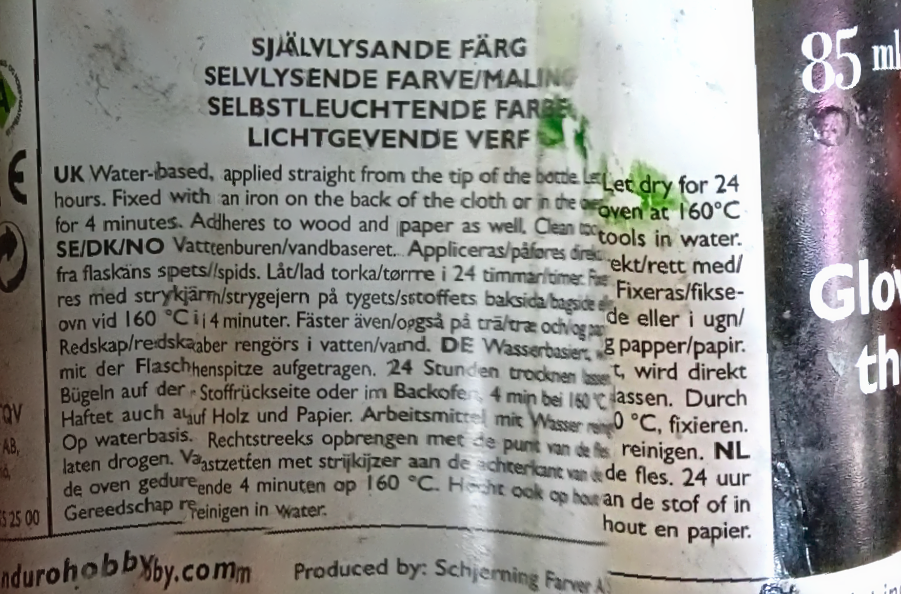 SJÄLVLYSANDE FÄRG
SELVLYSENDE FARVE/MALING
SELBSTLEUCHTENDE FARBE
LICHTGEVENDE VERF
UK Water-based, applied straight from the tip of the bottle. Let dry for 24
hours. Fixed with an iron on the back of the cloth or in the oven at 160°C
for 4 minutes. Adheres to wood and paper as well. Clean tools in water.
SE/DK/NO Vattenburen/vandbaseret. Appliceras/påføres direkt/rett med/
fra flaskans spets/spids. Låt/lad torka/tørre i 24 timmar/timer. Fixeras/fikse-
res med strykjärn/strygejern på tygets/stoffets baksida/bagside eller i ugn/
ovn vid 160 °C i 4 minuter. Fäster även/også på trä/træ och/og papper/papir.
Redskap/redskaber rengörs i vatten/vand. DE Wasserbasiert, wird direkt
mit der Flaschenspitze aufgetragen. 24 Stunden trocknen lassen. Durch
Bügeln auf der Stoffrückseite oder im Backofen, 4 min bei 160 °C, fixieren.
Haftet auch auf Holz und Papier. Arbeitsmittel mit Wasser reinigen. NL
Op waterbasis. Rechtstreeks opbrengen met de punt van de fles. 24 uur
laten drogen. Vastzetten met strijkijzer aan de achterkant van de stof of in
de oven gedurende 4 minuten op 160 °C. Hecht ook op hout en papier.
Gereedschap reinigen in water.
85 ml
Glow
th
QV
AB,
25 00
ndurohobby.com
Produced by: Schjerning Farver A